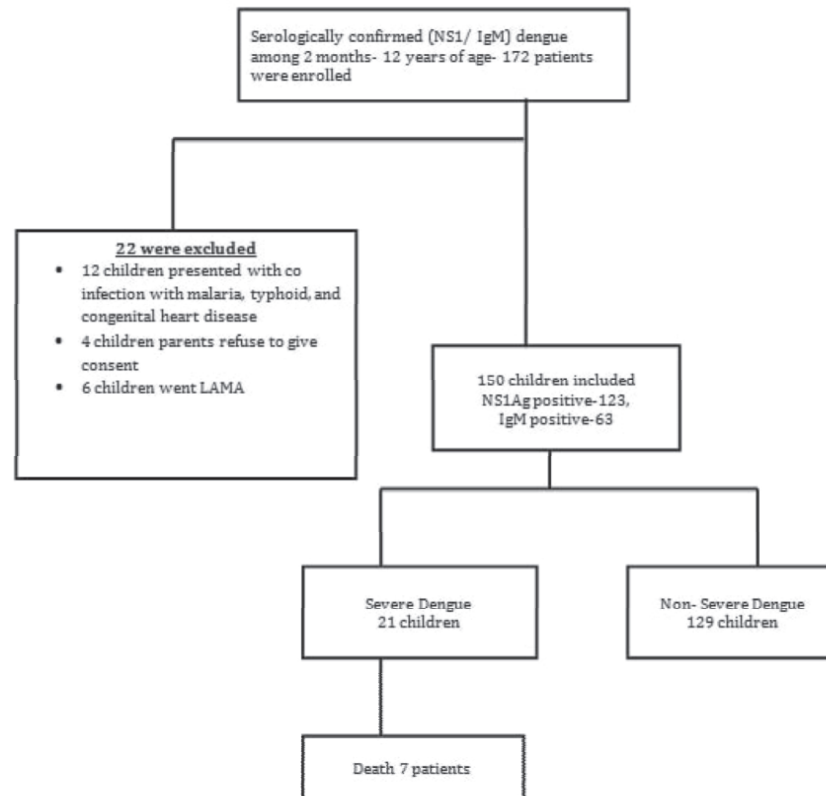 Serologically confirmed (NS1/ IgM) dengue
among 2 months- 12 years of age- 172 patients
were enrolled
22 were excluded
• 12 children presented with co
infection with malaria, typhoid, and
congenital heart disease
• 4 children parents refuse to give
consent
• 6 children went LAMA
150 children included
NS1Ag positive-123,
IgM positive-63
Severe Dengue
21 children
Non- Severe Dengue
129 children
Death 7 patients